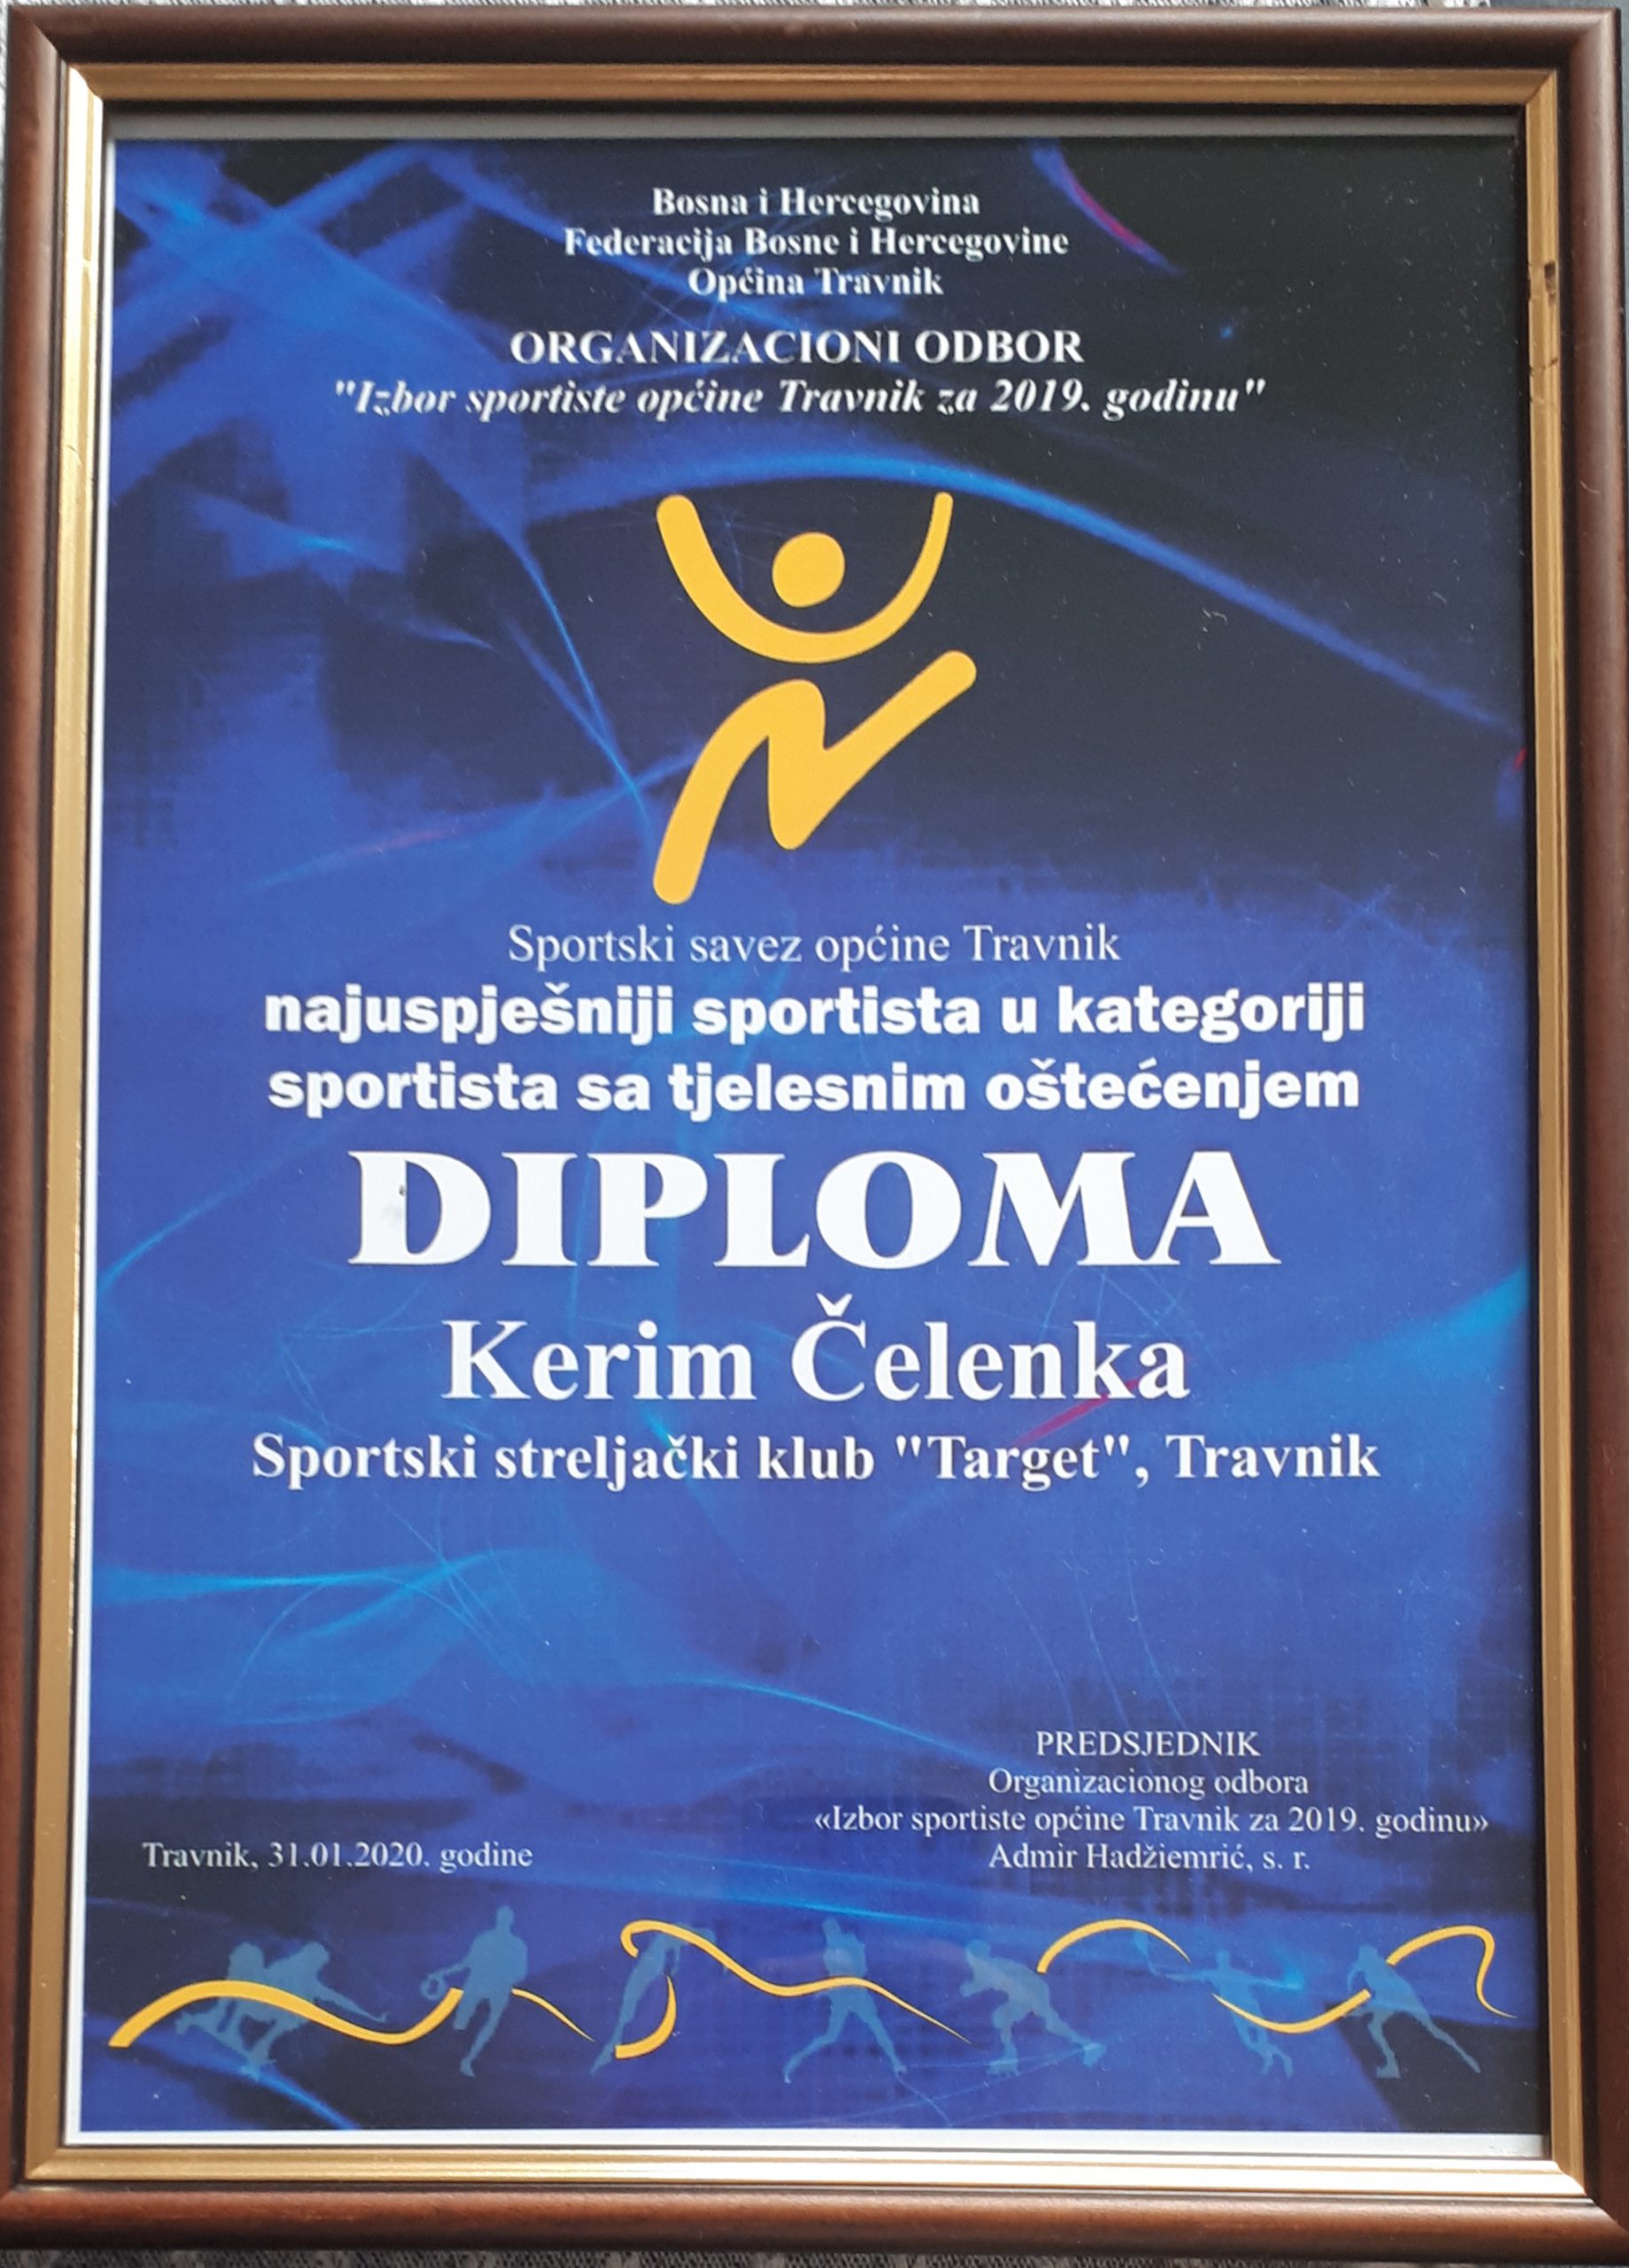 Bosna i Hercegovina
Federacija Bosne i Hercegovine
Općina Travnik
ORGANIZACIONI ODBOR
"Izbor sportiste općine Travnik za 2019. godinu"
Sportski savez općine Travnik
najuspješniji sportista u kategoriji
sportista sa tjelesnim oštećenjem
DIPLOMA
Kerim Čelenka
Sportski streljački klub "Target", Travnik
PREDSJEDNIK
Organizacionog odbora
«Izbor sportiste općine Travnik za 2019. godinu»
Travnik, 31.01.2020. godine
Admir Hadžiemrić, s. r.